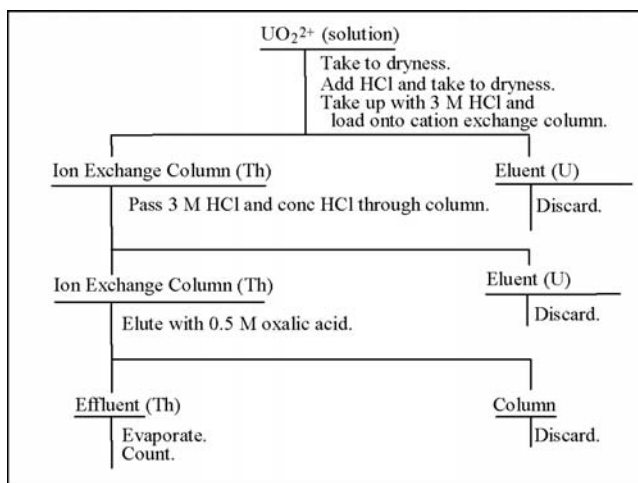 UO₂²⁺ (solution)
Take to dryness.
Add HCl and take to dryness.
Take up with 3 M HCl and
load onto cation exchange column.
Ion Exchange Column (Th)
Eluent (U)
Pass 3 M HCl and conc HCl through column.
Discard.
Ion Exchange Column (Th)
Eluent (U)
Elute with 0.5 M oxalic acid.
Discard.
Effluent (Th)
Column
Evaporate.
Discard.
Count.